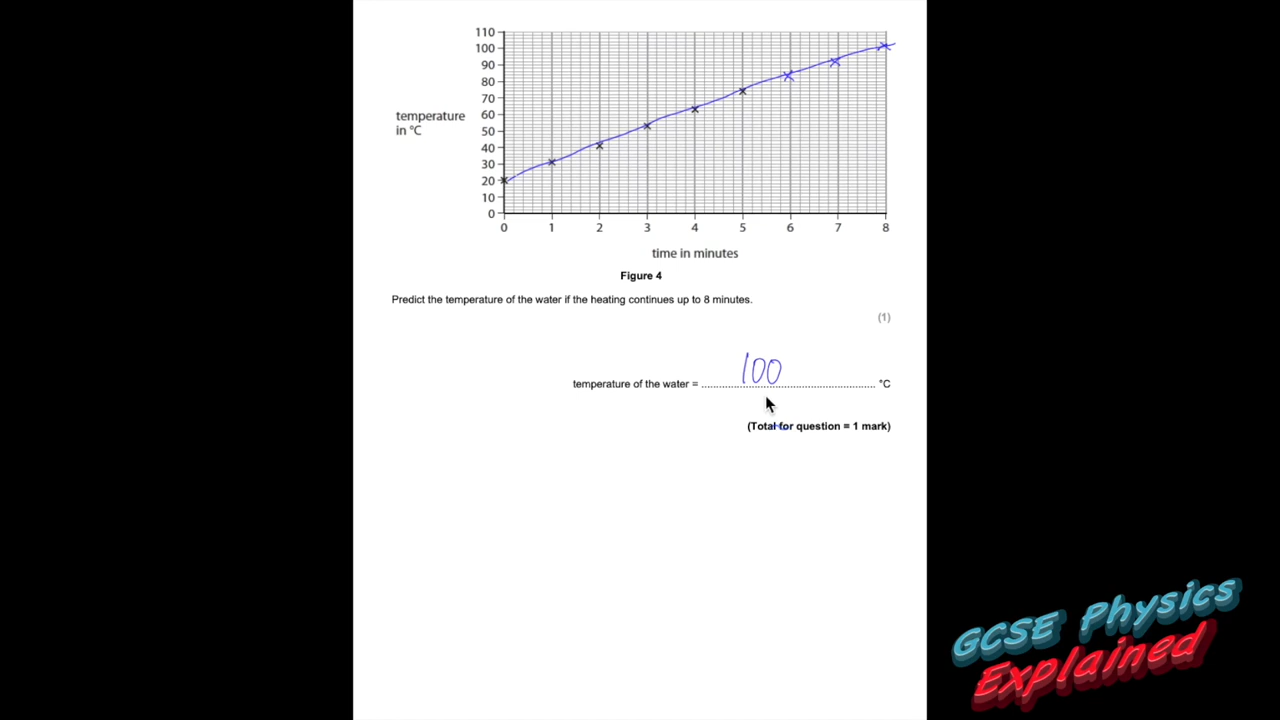 110
100
90
80
70
60
50
40
30
20
10
0
temperature
in °C
0 1 2 3 4 5 6 7 8
time in minutes
Figure 4
Predict the temperature of the water if the heating continues up to 8 minutes.
(1)
100
temperature of the water = ........................................................... °C
(Total for question = 1 mark)
GCSE Physics
Explained